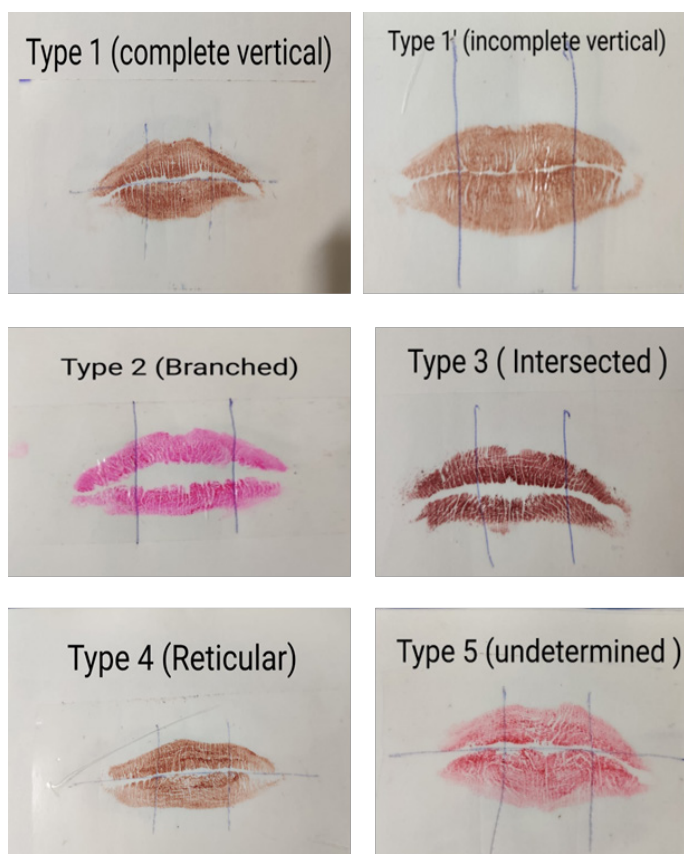 Type 1 (complete vertical)
Type 1' (incomplete vertical)
Type 2 (Branched)
Type 3 ( Intersected )
Type 4 (Reticular)
Type 5 (undetermined )